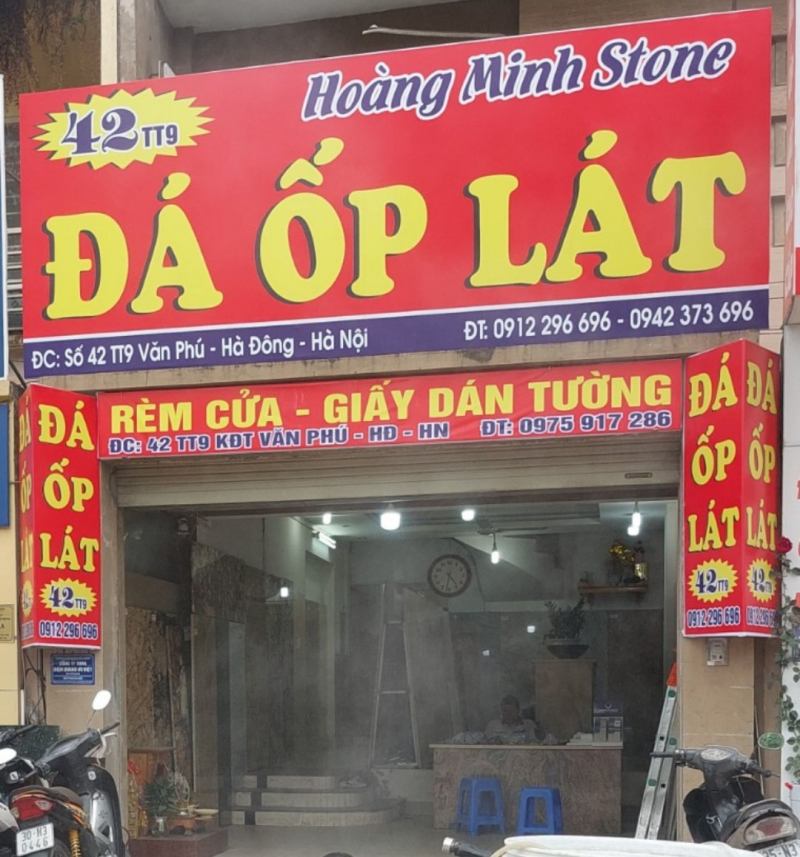 Hoàng Minh Stone
42 TT9
ĐÁ ỐP LÁT
ĐC: Số 42 TT9 Văn Phú - Hà Đông - Hà Nội
ĐT: 0912 296 696 - 0942 373 696
RÈM CỬA - GIẤY DÁN TƯỜNG
ĐC: 42 TT9 KĐT VĂN PHÚ - HĐ - HN ĐT: 0975 917 286
ĐÁ
ỐP
LÁT
42 TT9
0912 296 696
ĐÁ
ỐP
LÁT
42 TT9
0912 296 696
ĐÁ
ỐP
LÁT
42 TT9
0912 296 696
30-M3
0446